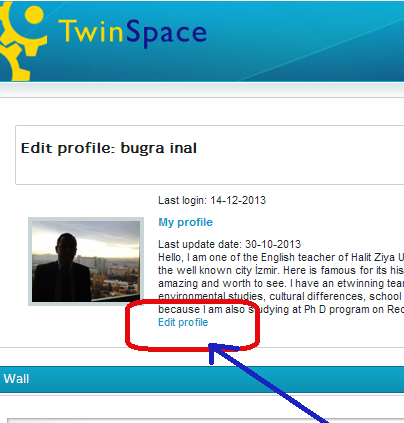 TwinSpace
Edit profile: bugra inal
Last login: 14-12-2013
My profile
Last update date: 30-10-2013
Hello, I am one of the English teacher of Halit Ziya U
the well known city İzmir. Here is famous for its his
amazing and worth to see. I have an etwinning tea
environmental studies, cultural differences, school
because I am also studying at Ph D program on Rec
Edit profile
Wall